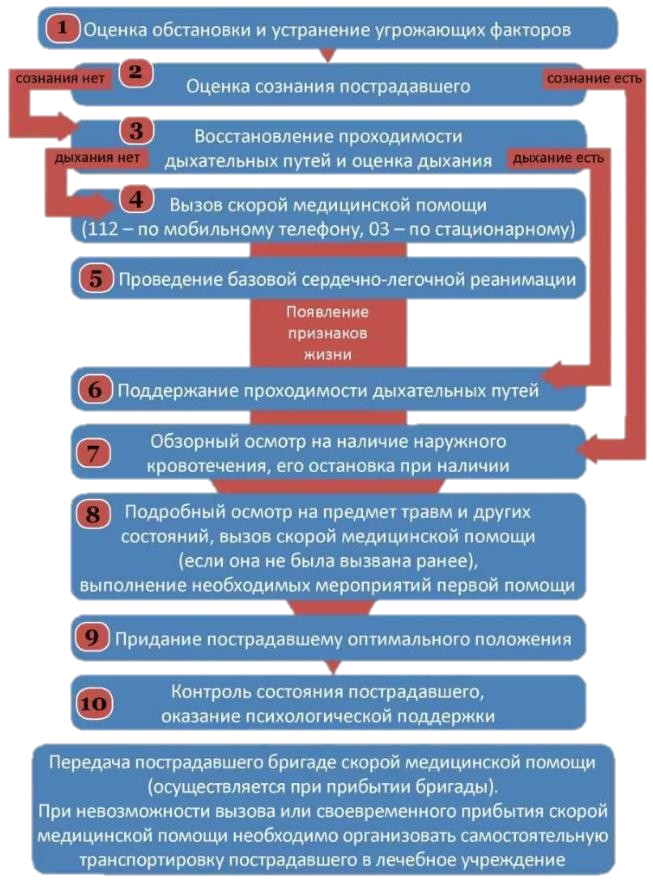 1 Оценка обстановки и устранение угрожающих факторов
2
сознания нет
сознание есть
Оценка сознания пострадавшего
3
Восстановление проходимости
дыхательных путей и оценка дыхания
дыхания нет
дыхание есть
4
Вызов скорой медицинской помощи
(112 – по мобильному телефону, 03 – по стационарному)
5 Проведение базовой сердечно-легочной реанимации
Появление
признаков
жизни
6 Поддержание проходимости дыхательных путей
7
Обзорный осмотр на наличие наружного
кровотечения, его остановка при наличии
8
Подробный осмотр на предмет травм и других
состояний, вызов скорой медицинской помощи
(если она не была вызвана ранее),
выполнение необходимых мероприятий первой помощи
9 Придание пострадавшему оптимального положения
10
Контроль состояния пострадавшего,
оказание психологической поддержки
Передача пострадавшего бригаде скорой медицинской помощи
(осуществляется при прибытии бригады).
При невозможности вызова или своевременного прибытия скорой
медицинской помощи необходимо организовать самостоятельную
транспортировку пострадавшего в лечебное учреждение